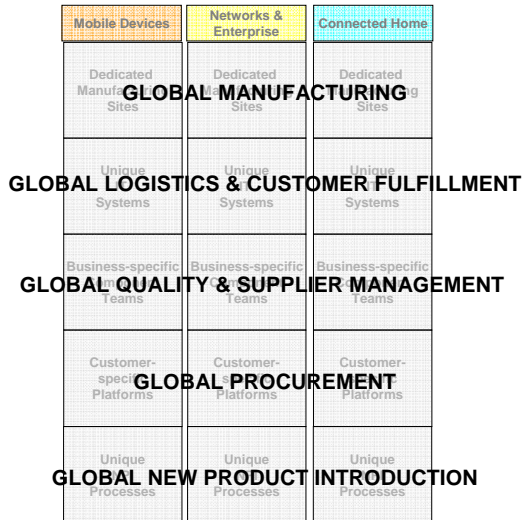 Mobile Devices
Networks &
Enterprise
Connected Home
Dedicated
Dedicated
Dedicated
GLOBAL MANUFACTURING
Sites
Sites
Sites
Unique
Unique
Unique
GLOBAL LOGISTICS & CUSTOMER FULFILLMENT
Systems
Systems
Systems
Business-specific
Business-specific
Business-specific
GLOBAL QUALITY & SUPPLIER MANAGEMENT
Teams
Teams
Teams
Customer-
Customer-
Customer-
GLOBAL PROCUREMENT
Platforms
Platforms
Platforms
Unique
Unique
Unique
GLOBAL NEW PRODUCT INTRODUCTION
Processes
Processes
Processes